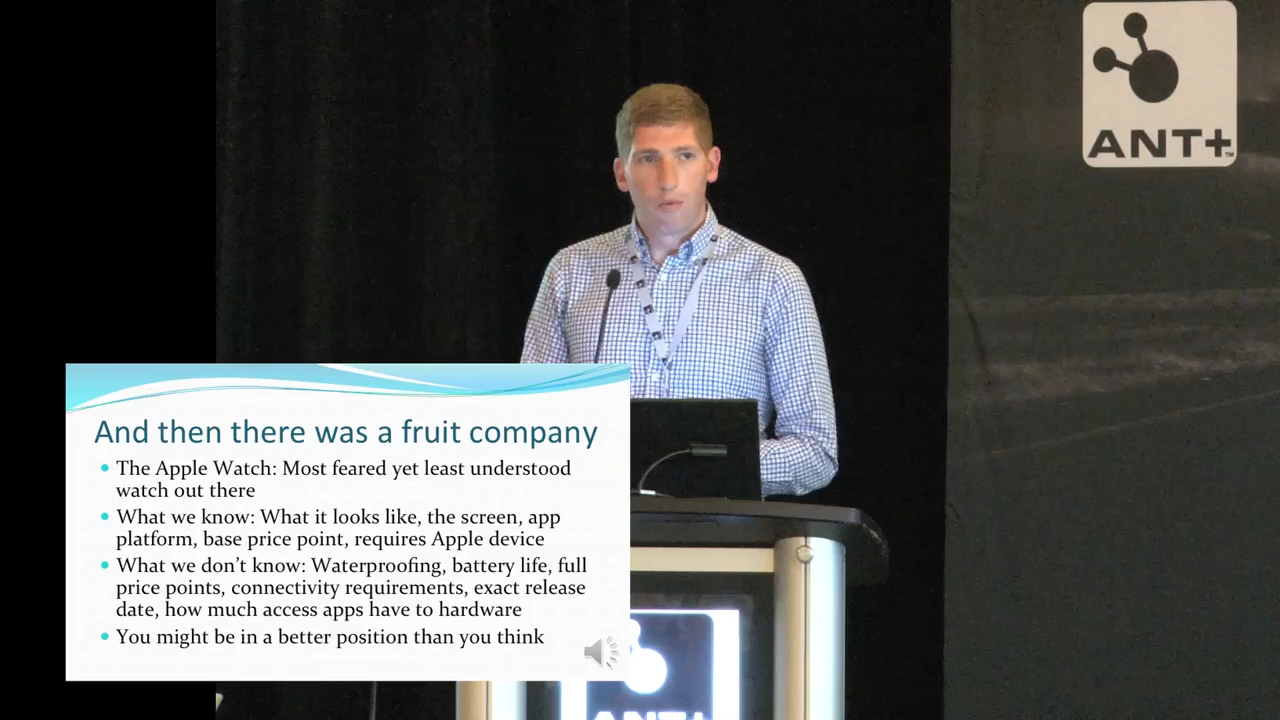 ANT+
TM
And then there was a fruit company
• The Apple Watch: Most feared yet least understood
watch out there
• What we know: What it looks like, the screen, app
platform, base price point, requires Apple device
• What we don't know: Waterproofing, battery life, full
price points, connectivity requirements, exact release
date, how much access apps have to hardware
• You might be in a better position than you think
ANT+